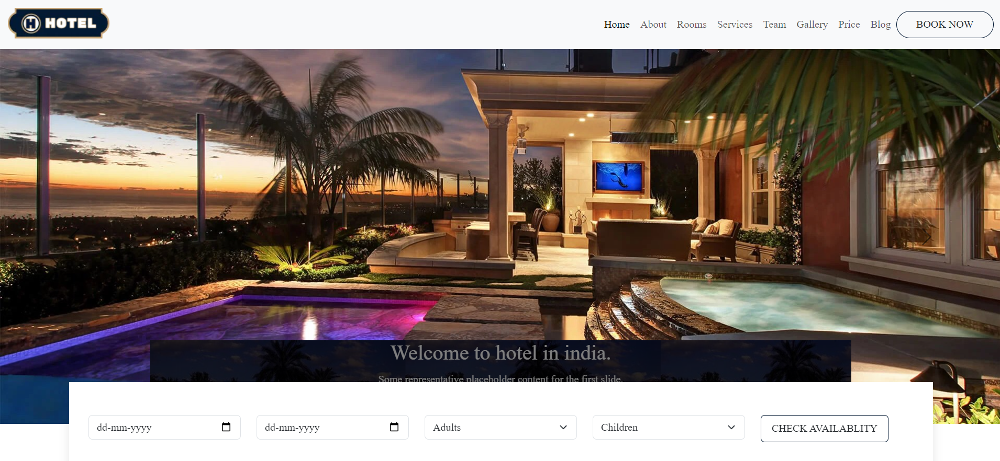 H HOTEL
Home About Rooms Services Team Gallery Price Blog BOOK NOW
Welcome to hotel in india.
Some representative placeholder content for the first slide.
dd-mm-yyyy dd-mm-yyyy Adults Children CHECK AVAILABLITY